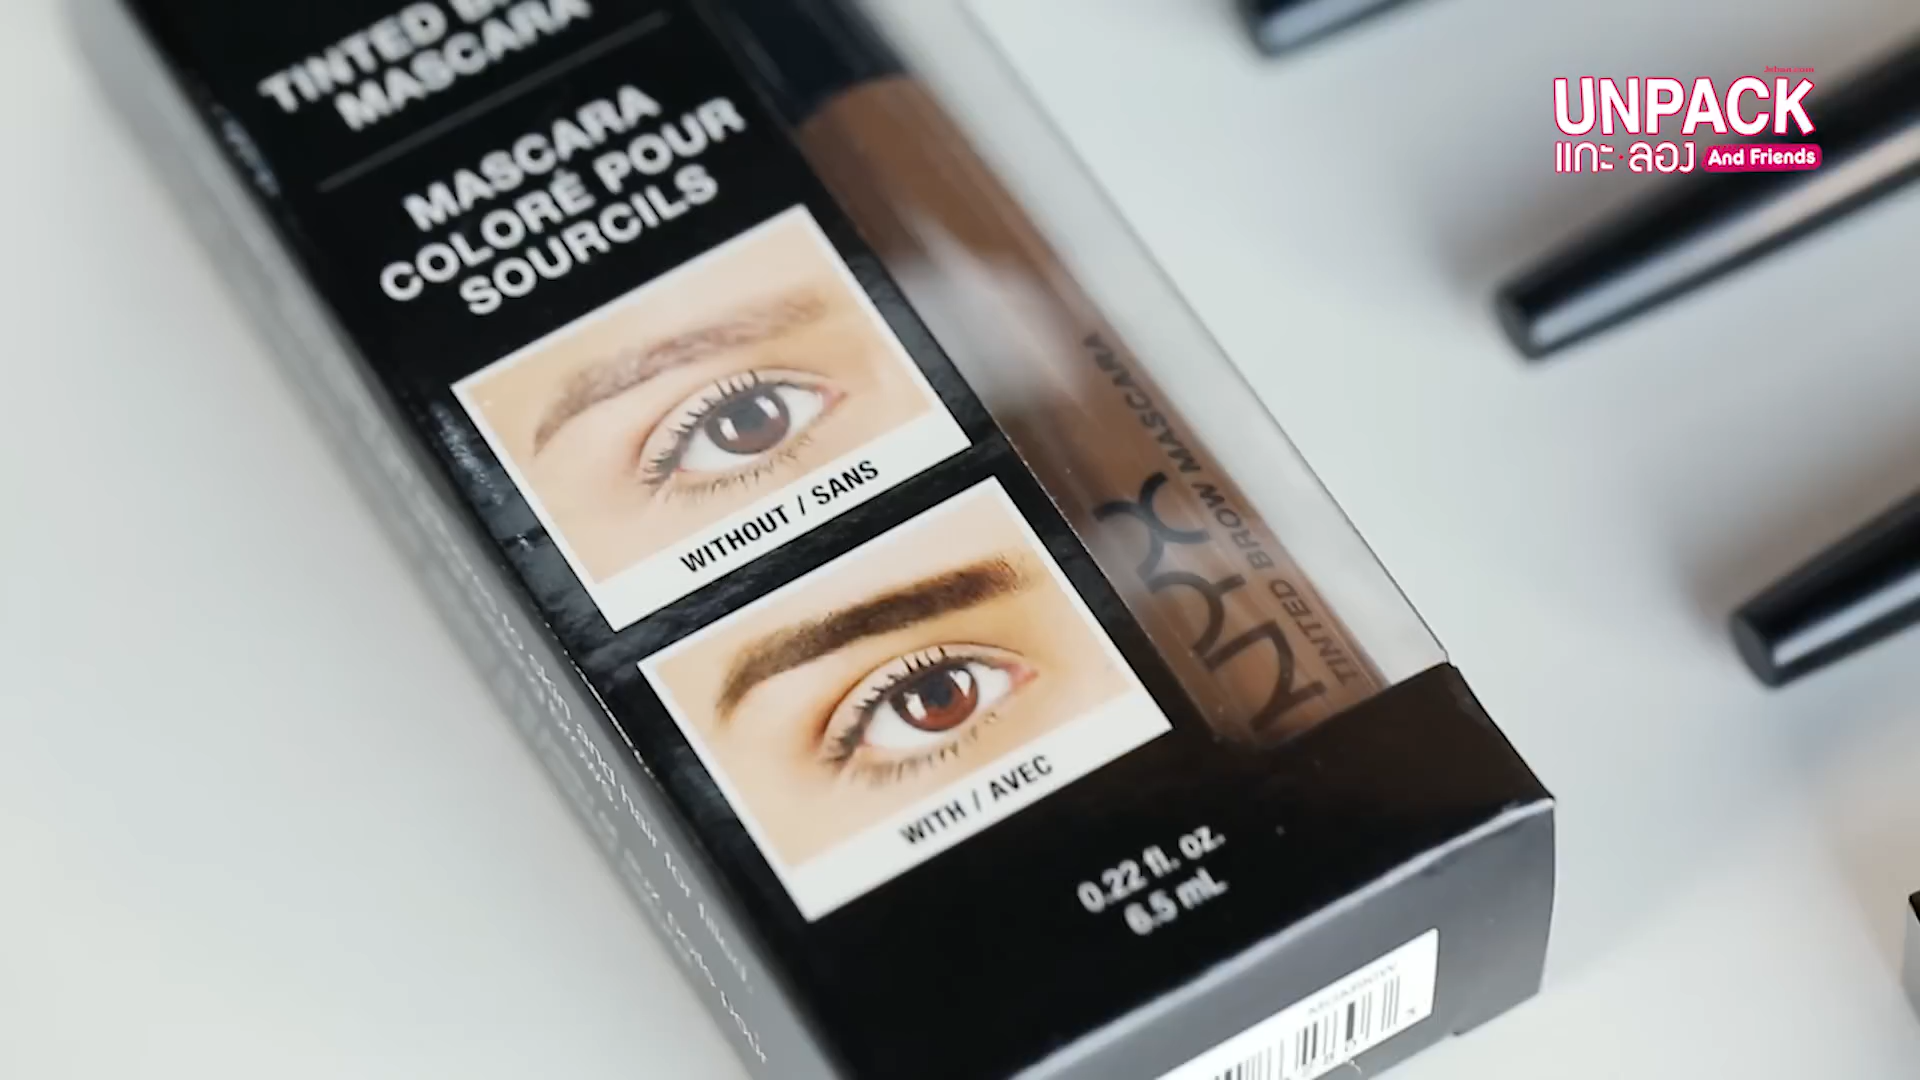 TINTED
MASCARA
MASCARA
COLORÉ POUR
SOURCILS
WITHOUT / SANS
WITH / AVEC
0.22 fl. oz.
6.5 mL
NYX
TINTED BROW MASCARA
UNPACK
แกะ·ลอง And Friends